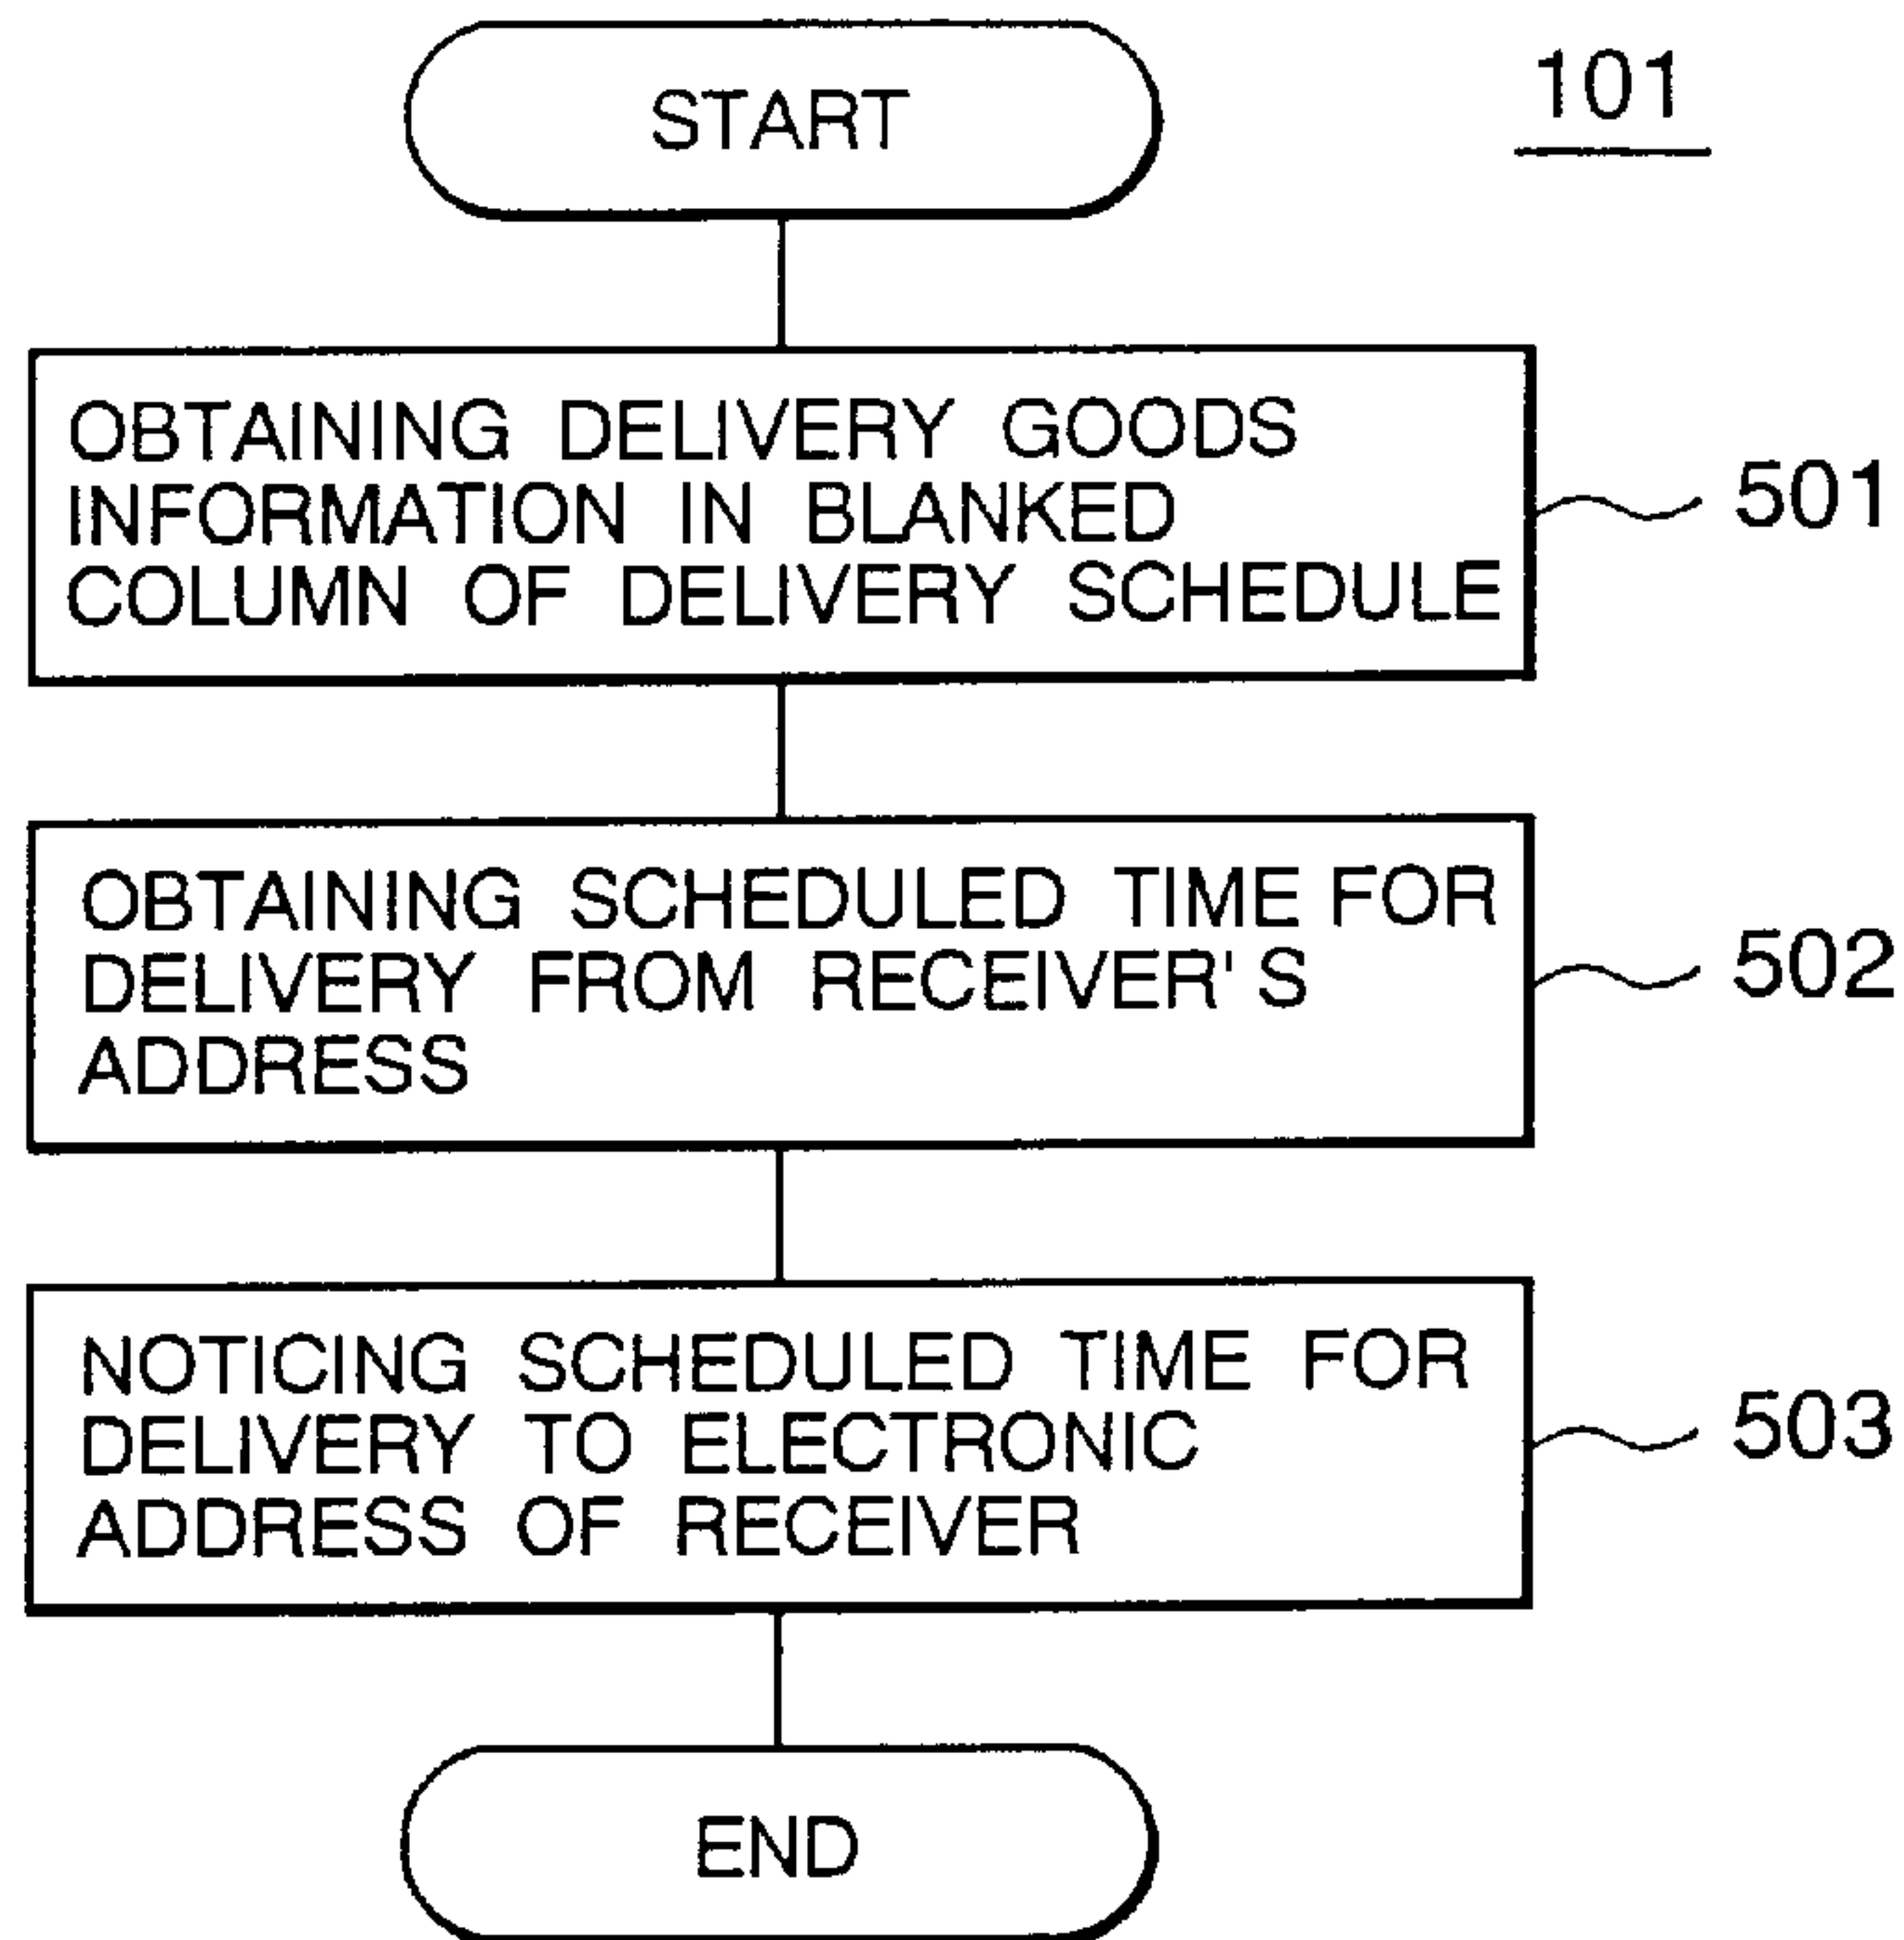 START
101
OBTAINING DELIVERY GOODS
INFORMATION IN BLANKED
COLUMN OF DELIVERY SCHEDULE
501
OBTAINING SCHEDULED TIME FOR
DELIVERY FROM RECEIVER'S
ADDRESS
502
NOTICING SCHEDULED TIME FOR
DELIVERY TO ELECTRONIC
ADDRESS OF RECEIVER
503
END